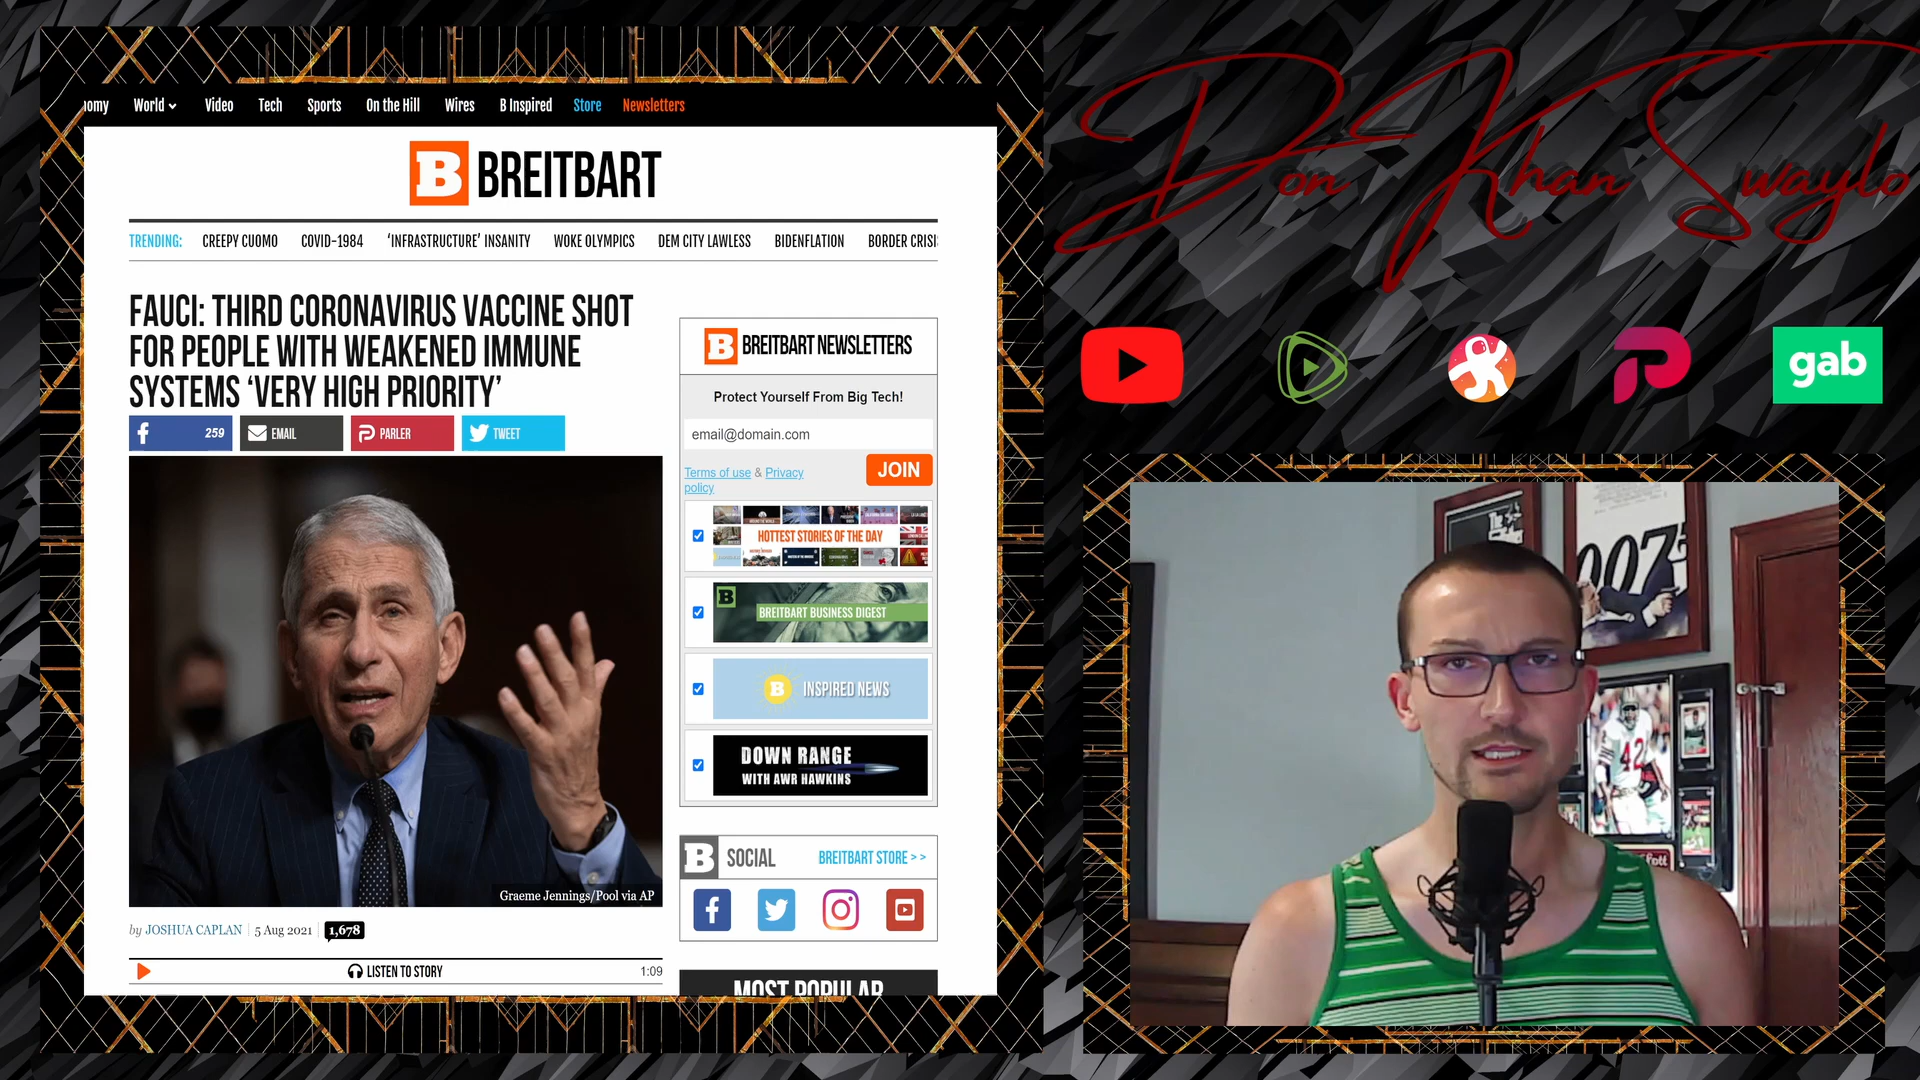 omy World Video Tech Sports On the Hill Wires B Inspired Store Newsletters
B BREITBART
TRENDING: CREEPY CUOMO COVID-1984 ‘INFRASTRUCTURE’ INSANITY WOKE OLYMPICS DEM CITY LAWLESS BIDENFLATION BORDER CRISI
FAUCI: THIRD CORONAVIRUS VACCINE SHOT
FOR PEOPLE WITH WEAKENED IMMUNE
SYSTEMS ‘VERY HIGH PRIORITY’
259 EMAIL PARLER TWEET
Graeme Jennings/Pool via AP
by JOSHUA CAPLAN 5 Aug 2021 1,678
LISTEN TO STORY 1:09
B BREITBART NEWSLETTERS
Protect Yourself From Big Tech!
email@domain.com
Terms of use & Privacy
policy
JOIN
HOTTEST STORIES OF THE DAY
B
BREITBART BUSINESS DIGEST
B INSPIRED NEWS
DOWN RANGE
WITH AWR HAWKINS
B SOCIAL BREITBART STORE > >
MOST POPULAR
Don Khan Swaylo
gab
007
42